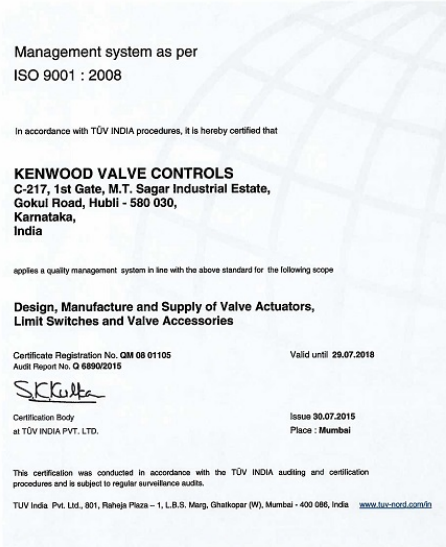 Management system as per
ISO 9001 : 2008
In accordance with TÜV INDIA procedures, it is hereby certified that
KENWOOD VALVE CONTROLS
C-217, 1st Gate, M.T. Sagar Industrial Estate,
Gokul Road, Hubli - 580 030,
Karnataka,
India
applies a quality management system in line with the above standard for the following scope
Design, Manufacture and Supply of Valve Actuators,
Limit Switches and Valve Accessories
Certificate Registration No. QM 08 01105
Valid until 29.07.2018
Audit Report No. Q 6890/2015
Certification Body
at TÜV INDIA PVT. LTD.
Issue 30.07.2015
Place : Mumbai
This certification was conducted in accordance with the TÜV INDIA auditing and certification
procedures and is subject to regular surveillance audits.
TUV India Pvt. Ltd., 801, Raheja Plaza – 1, L.B.S. Marg, Ghatkopar (W), Mumbai - 400 086, India www.tuv-nord.com/in